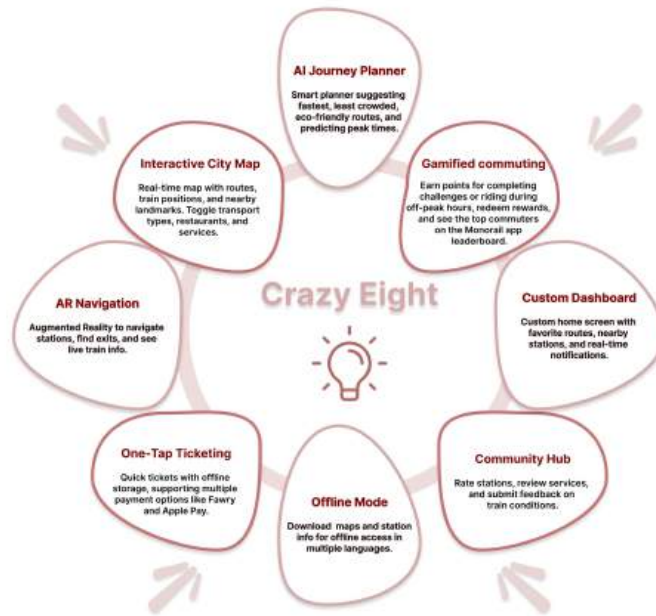 AI Journey Planner
Smart planner suggesting
fastest, least crowded,
eco-friendly routes, and
predicting peak times.
Interactive City Map
Real-time map with routes,
train positions, and nearby
landmarks. Toggle transport
types, restaurants, and
services.
Gamified commuting
Earn points for completing
challenges or riding during
off-peak hours, redeem rewards,
and see the top commuters
on the Monorail app
leaderboard.
Crazy Eight
AR Navigation
Augmented Reality to navigate
stations, find exits, and see
live train info.
Custom Dashboard
Custom home screen with
favorite routes, nearby
stations, and real-time
notifications.
One-Tap Ticketing
Quick tickets with offline
storage, supporting multiple
payment options like Fawry
and Apple Pay.
Community Hub
Rate stations, review services,
and submit feedback on
train conditions.
Offline Mode
Download maps and station
info for offline access in
multiple languages.